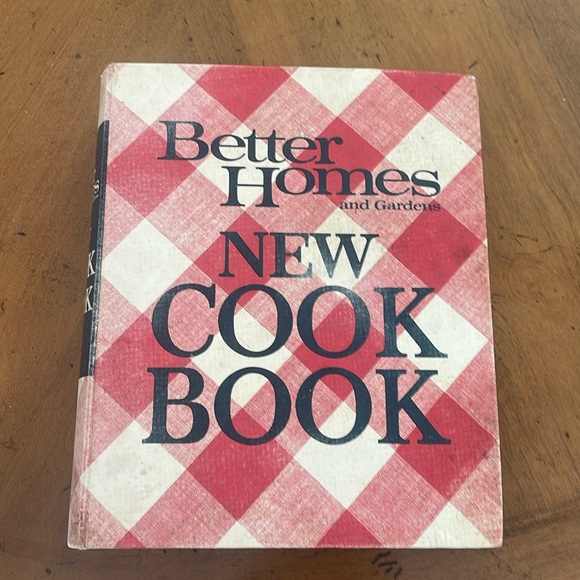 Better
Homes
and Gardens
NEW
COOK
BOOK
K
K